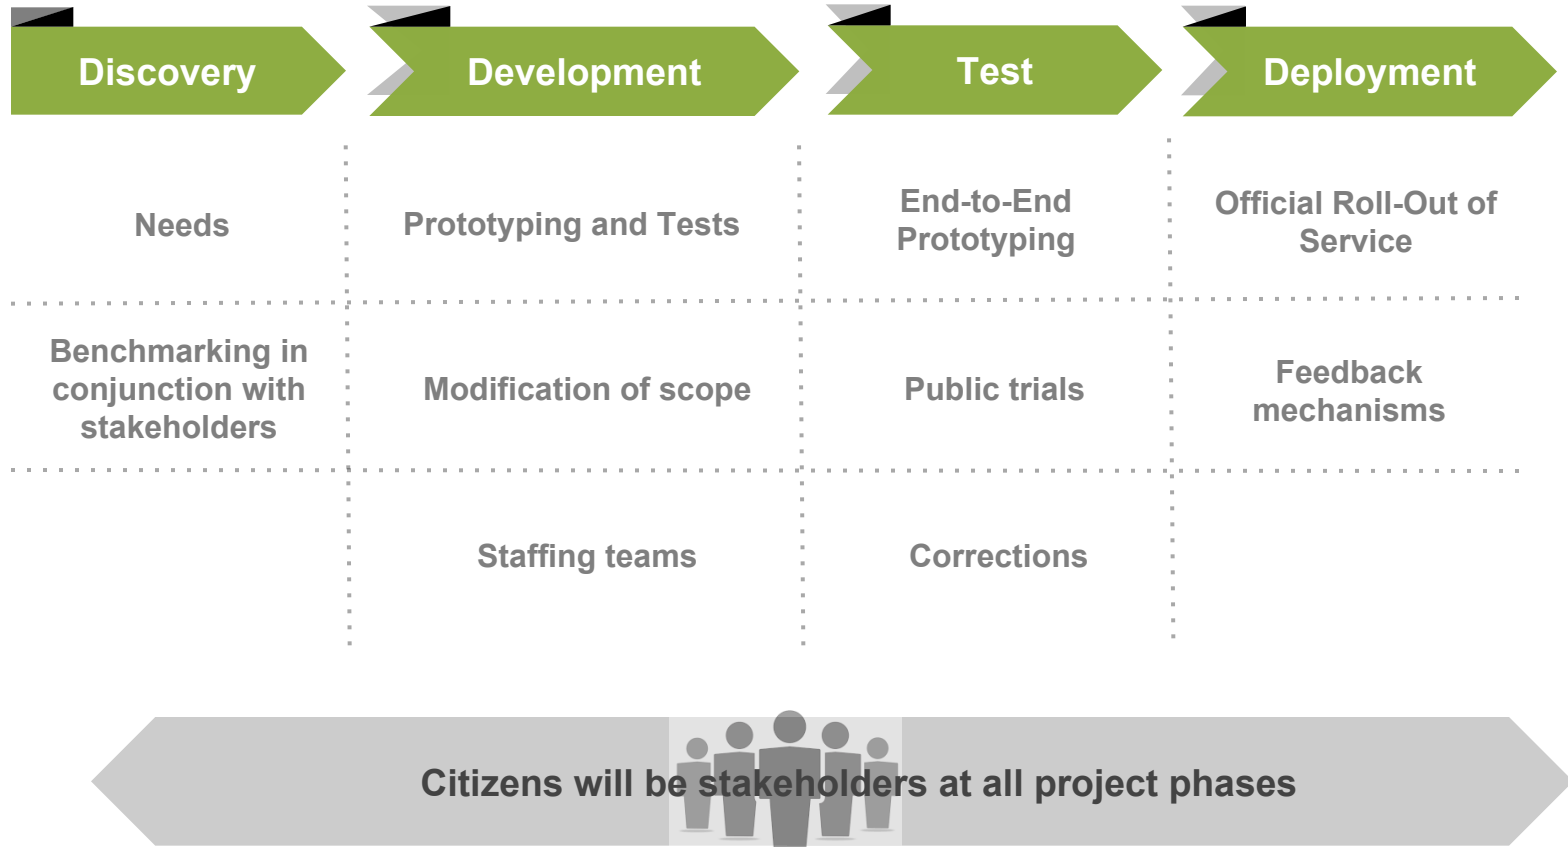 Discovery
Development
Test
Deployment
Needs
Prototyping and Tests
End-to-End
Prototyping
Official Roll-Out of
Service
Benchmarking in
conjunction with
stakeholders
Modification of scope
Public trials
Feedback
mechanisms
Staffing teams
Corrections
Citizens will be stakeholders at all project phases